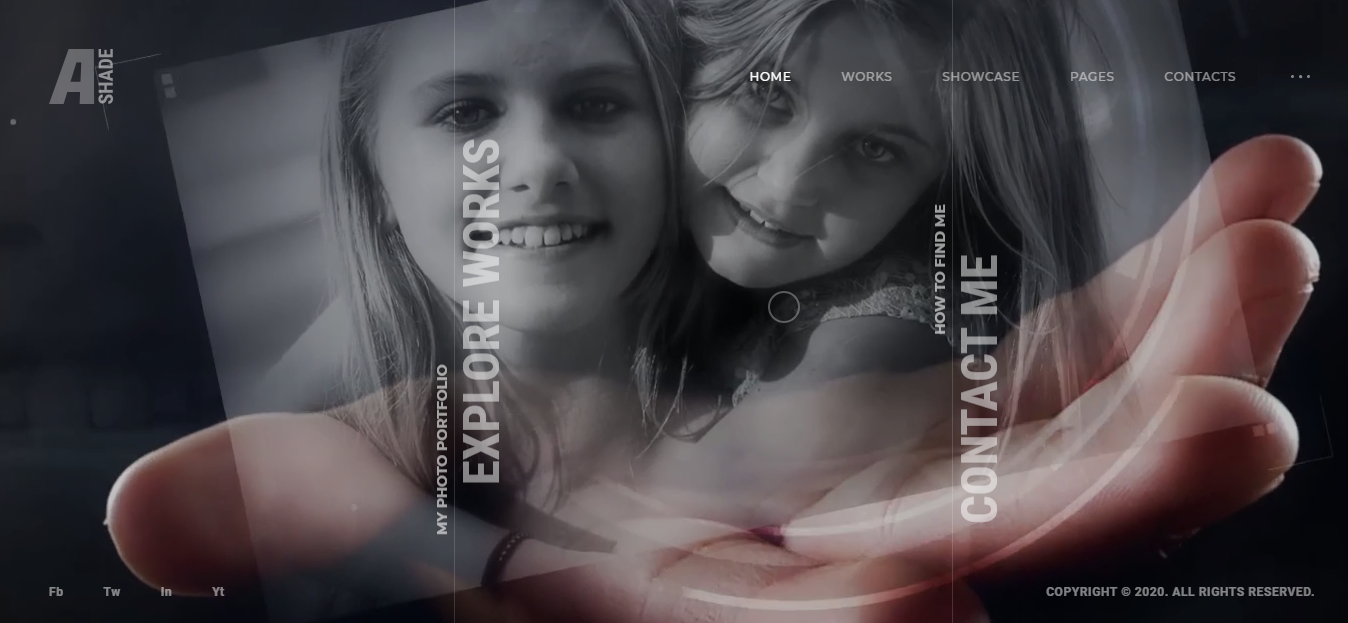 A SHADE
HOME WORKS SHOWCASE PAGES CONTACTS
MY PHOTO PORTFOLIO
EXPLORE WORKS
HOW TO FIND ME
CONTACT ME
Fb Tw In Yt
COPYRIGHT © 2020. ALL RIGHTS RESERVED.